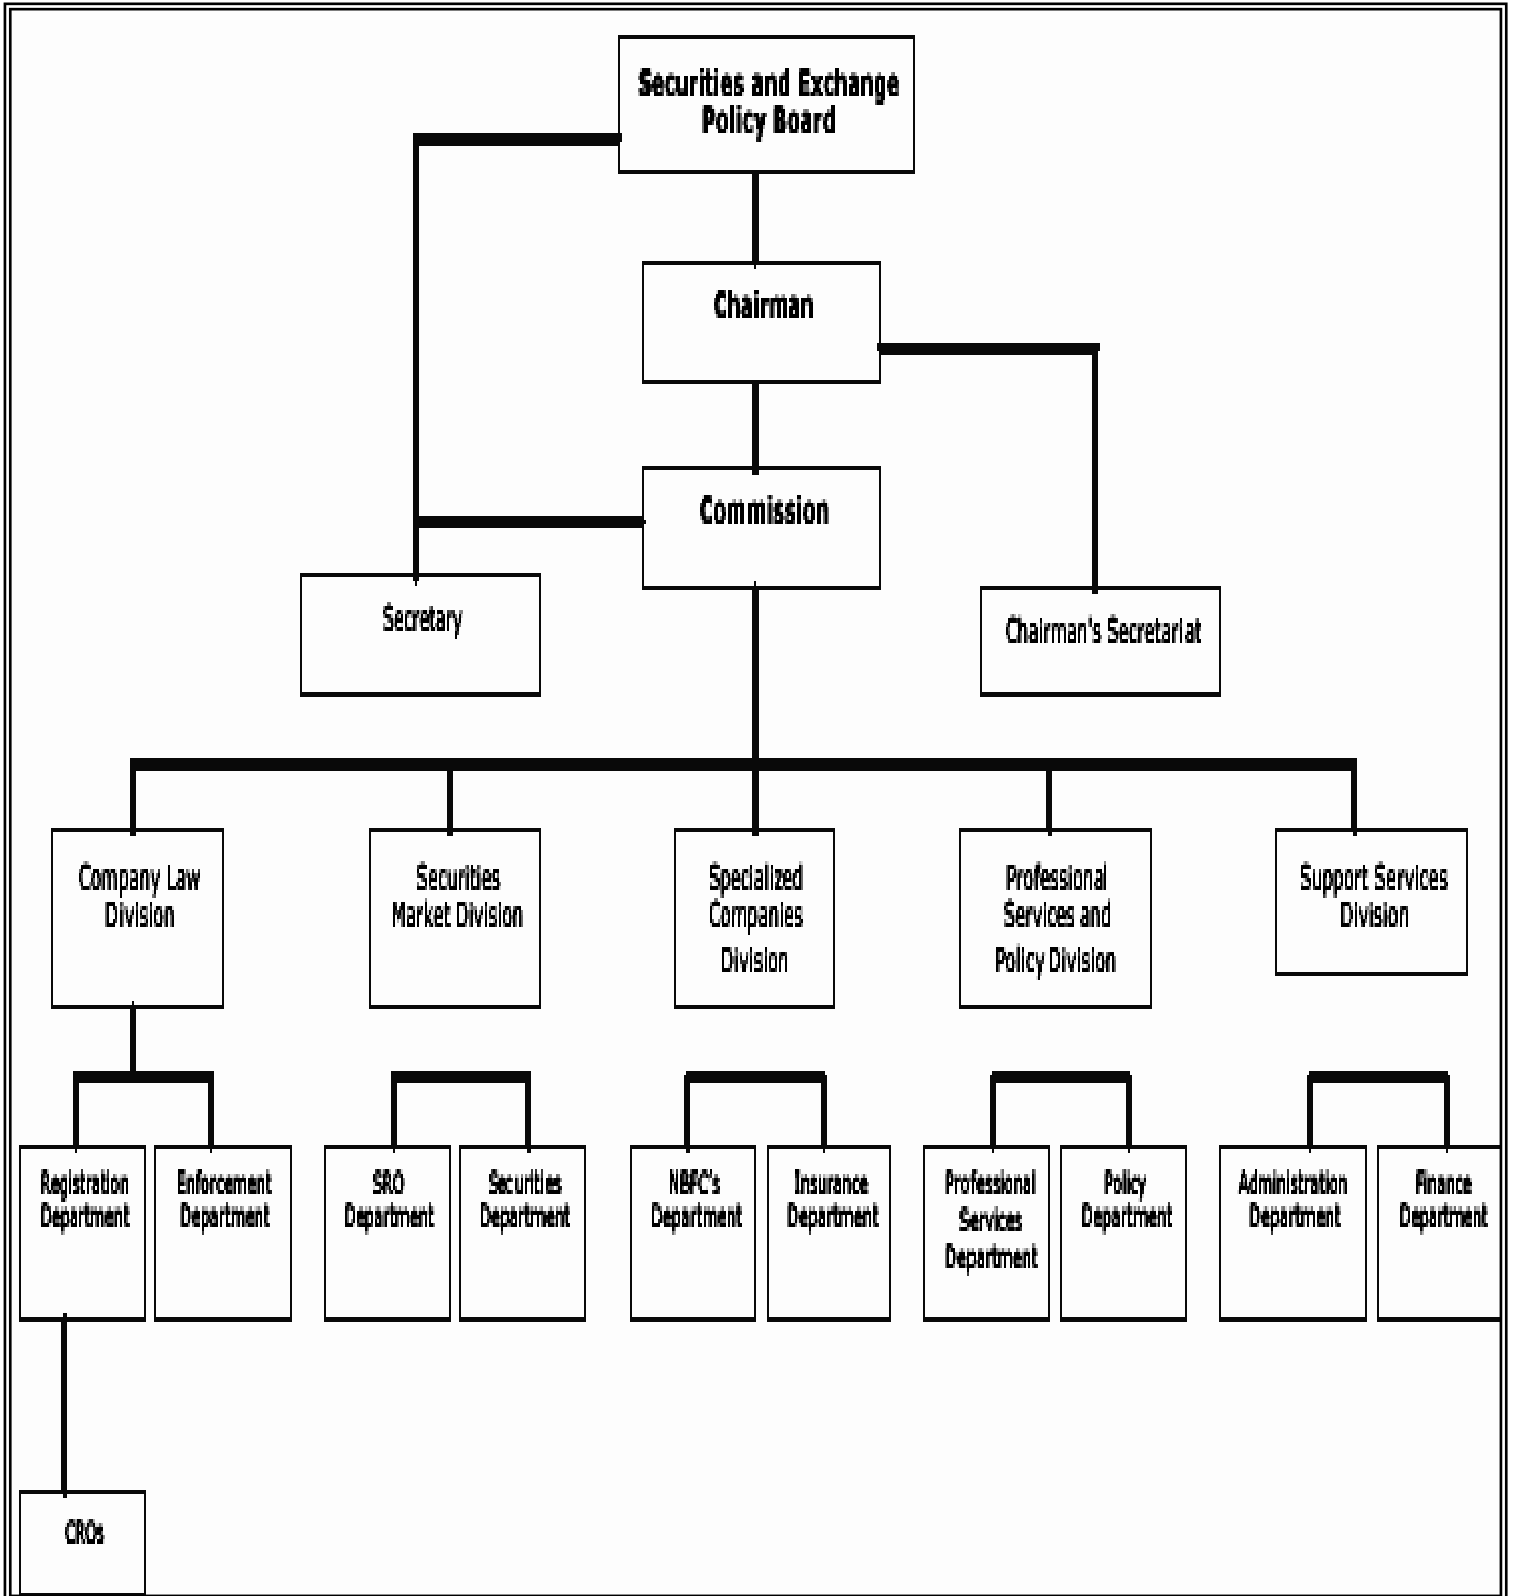 Securities and Exchange
Policy Board
Chairman
Commission
Secretary
Chairman's Secretariat
Company Law
Division
Securities
Market Division
Specialized
Companies
Division
Professional
Services and
Policy Division
Support Services
Division
Registration
Department
Enforcement
Department
SRO
Department
Securities
Department
NBFC's
Department
Insurance
Department
Professional
Services
Department
Policy
Department
Administration
Department
Finance
Department
CROs